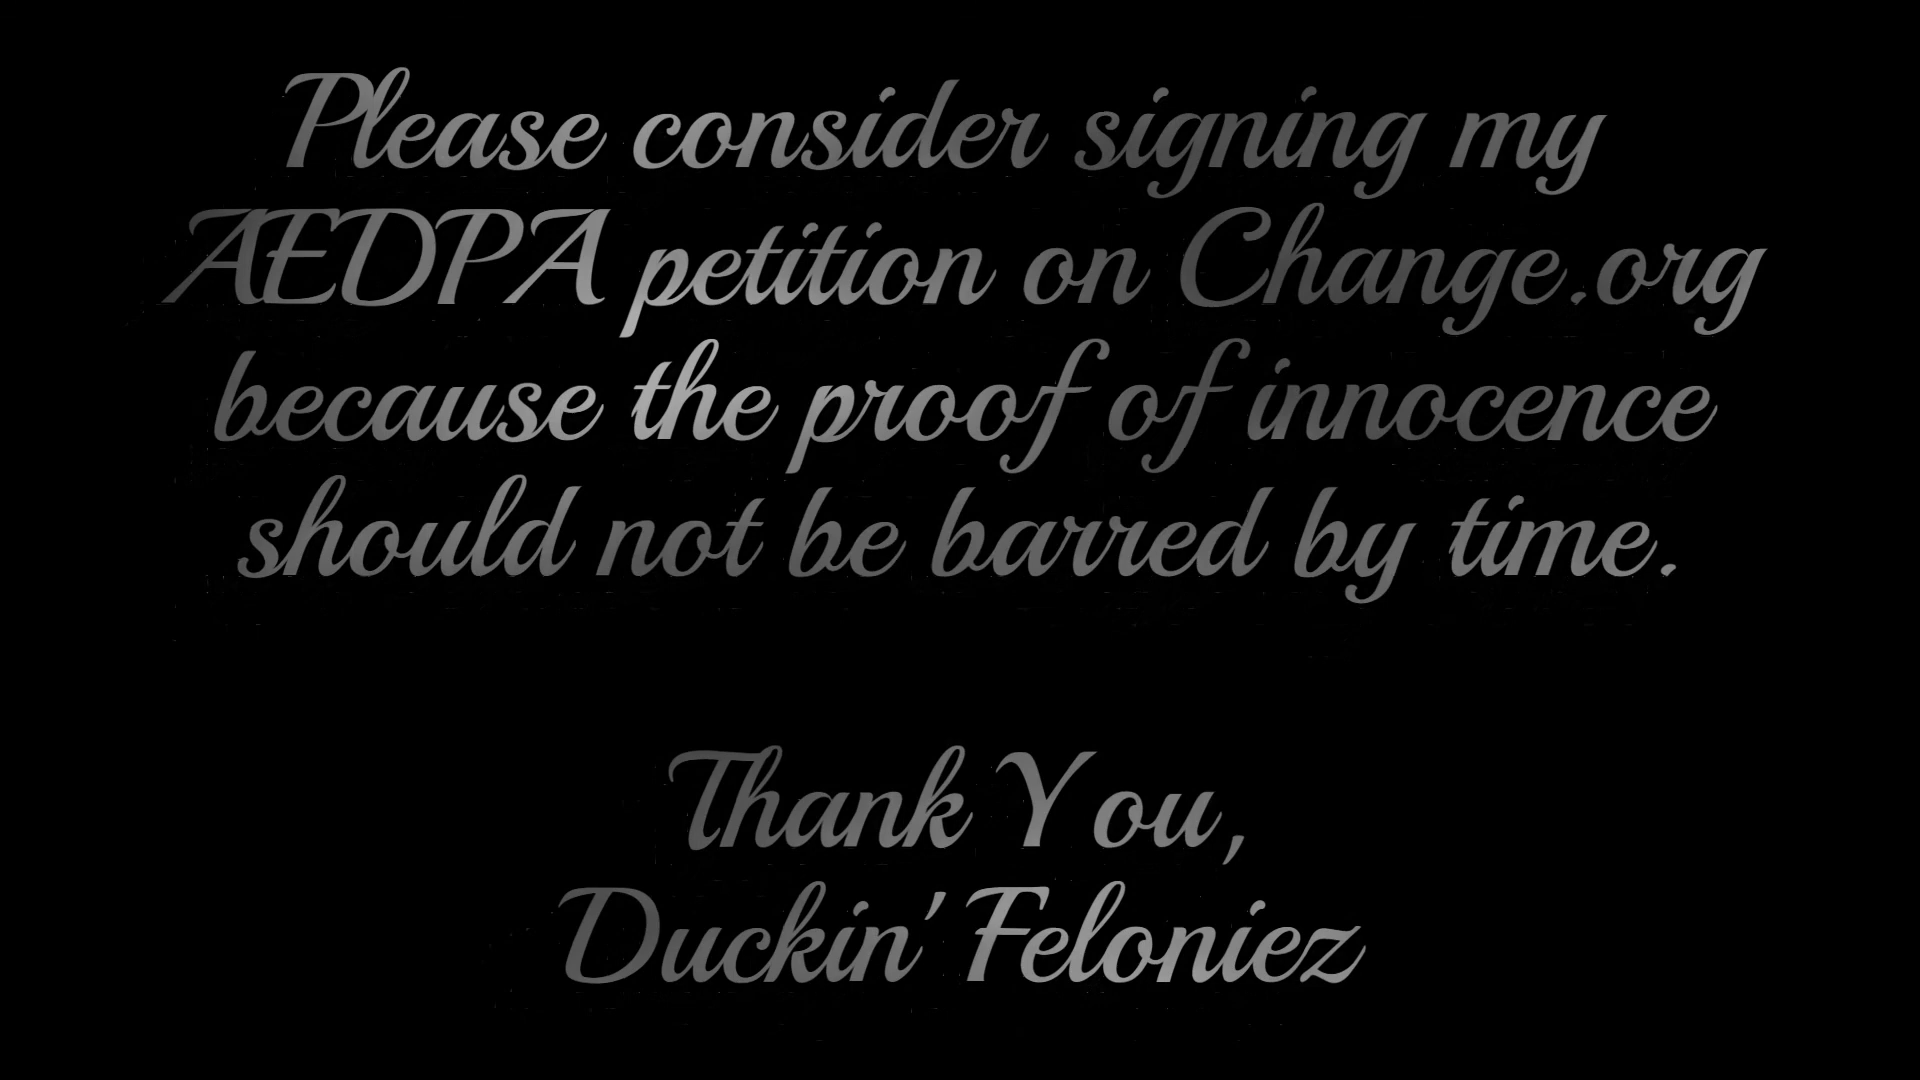 Please consider signing my
AEDPA petition on Change.org
because the proof of innocence
should not be barred by time.
Thank You,
Duckin' Feloniez